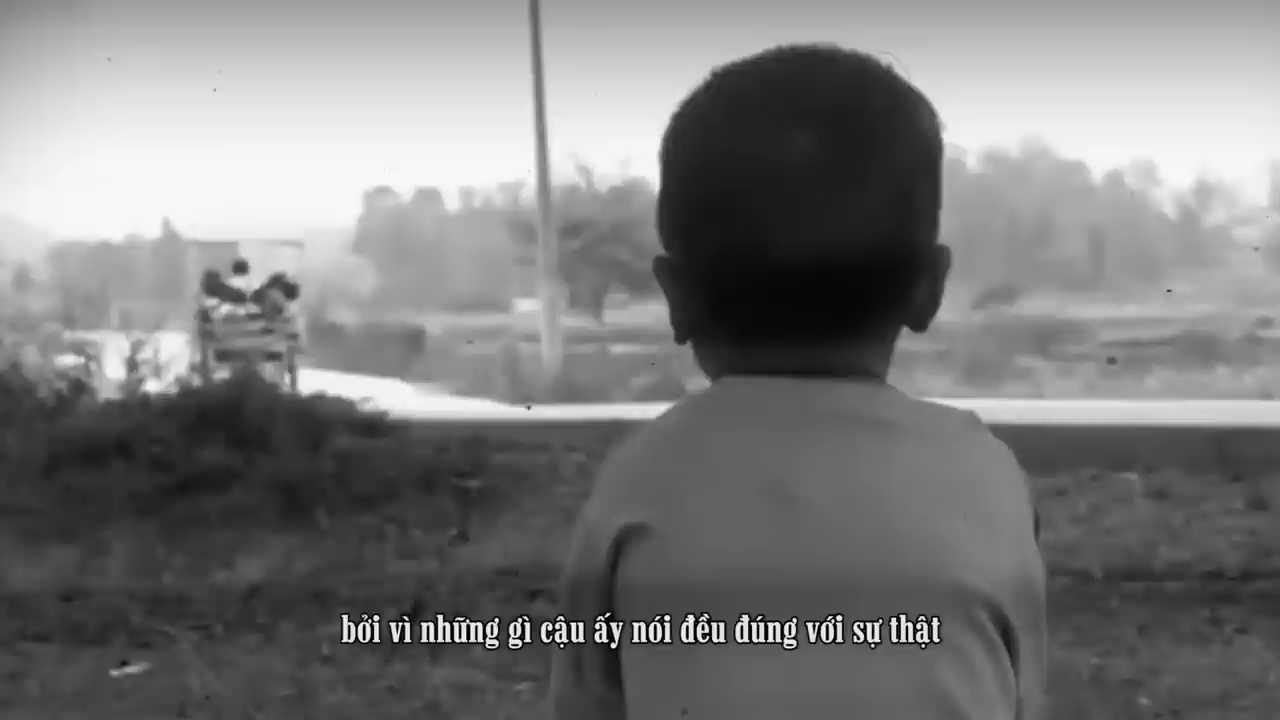 bởi vì những gì cậu ấy nói đều đúng với sự thật